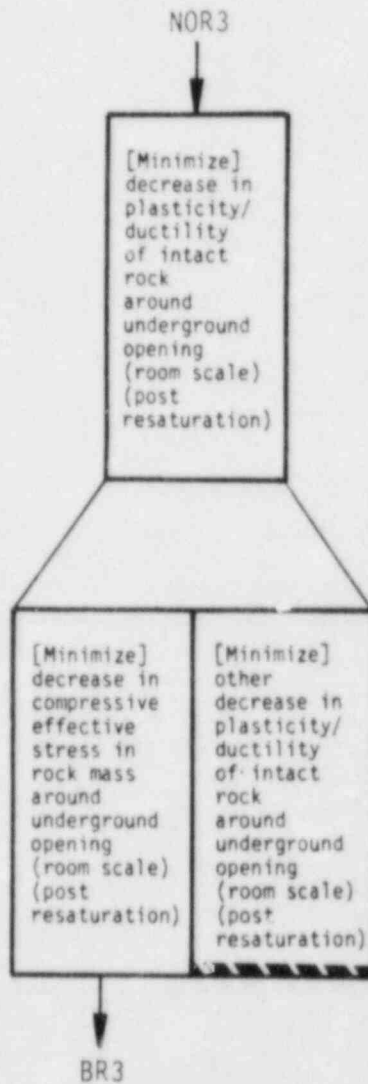 NOR3
[Minimize]
decrease in
plasticity/
ductility
of intact
rock
around
underground
opening
(room scale)
(post
resaturation)
[Minimize]
decrease in
compressive
effective
stress in
rock mass
around
underground
opening
(room scale)
(post
resaturation)
[Minimize]
other
decrease in
plasticity/
ductility
of intact
rock
around
underground
opening
(room scale)
(post
resaturation)
BR3